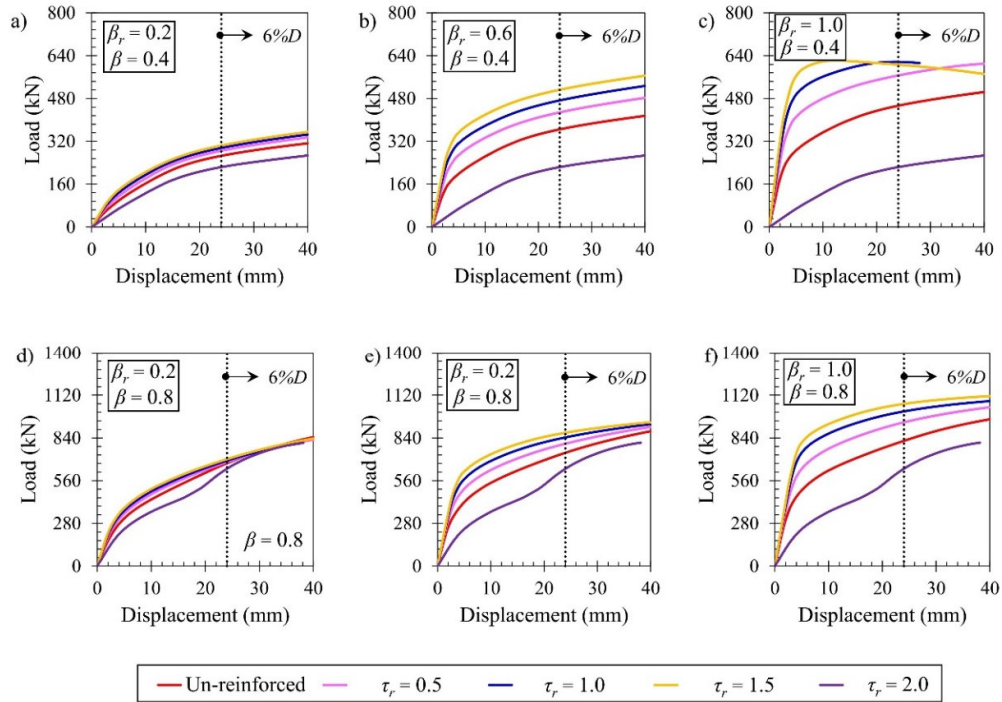 a) b) c)
800 800 800
βr = 0.2 βr = 0.6 βr = 1.0
β = 0.4 β = 0.4 β = 0.4
6%D 6%D 6%D
640 640 640
480 480 480
320 320 320
160 160 160
0 0 0
Load (kN) Load (kN) Load (kN)
0 10 20 30 40 0 10 20 30 40 0 10 20 30 40
Displacement (mm) Displacement (mm) Displacement (mm)
d) e) f)
1400 1400 1400
βr = 0.2 βr = 0.2 βr = 1.0
β = 0.8 β = 0.8 β = 0.8
6%D 6%D 6%D
1120 1120 1120
840 840 840
560 560 560
280 280 280
β = 0.8
0 0 0
Load (kN) Load (kN) Load (kN)
0 10 20 30 40 0 10 20 30 40 0 10 20 30 40
Displacement (mm) Displacement (mm) Displacement (mm)
Un-reinforced τr = 0.5 τr = 1.0 τr = 1.5 τr = 2.0